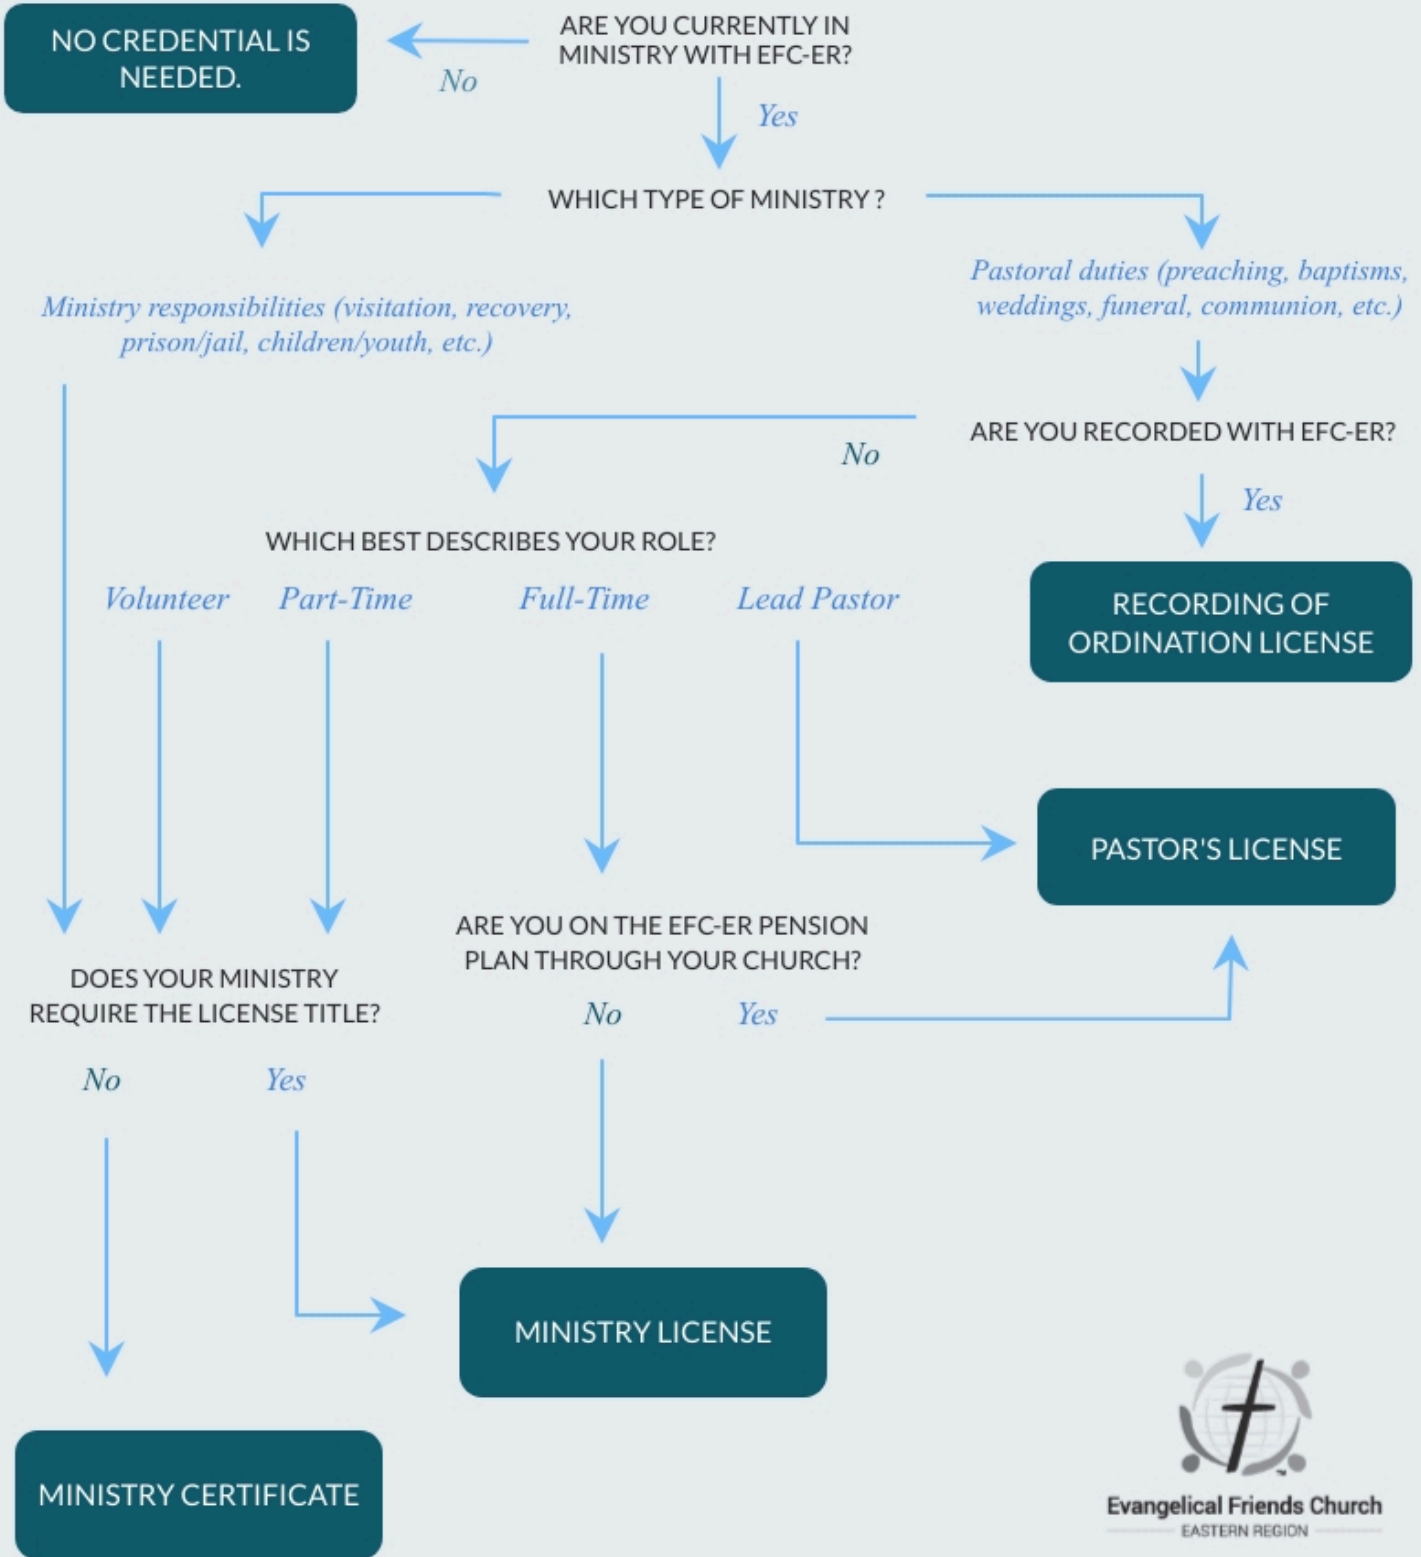 NO CREDENTIAL IS
NEEDED.
ARE YOU CURRENTLY IN
MINISTRY WITH EFC-ER?
No
Yes
WHICH TYPE OF MINISTRY ?
Ministry responsibilities (visitation, recovery,
prison/jail, children/youth, etc.)
Pastoral duties (preaching, baptisms,
weddings, funeral, communion, etc.)
ARE YOU RECORDED WITH EFC-ER?
No
Yes
RECORDING OF
ORDINATION LICENSE
WHICH BEST DESCRIBES YOUR ROLE?
Volunteer
Part-Time
Full-Time
Lead Pastor
PASTOR'S LICENSE
ARE YOU ON THE EFC-ER PENSION
PLAN THROUGH YOUR CHURCH?
No
Yes
DOES YOUR MINISTRY
REQUIRE THE LICENSE TITLE?
No
Yes
MINISTRY LICENSE
MINISTRY CERTIFICATE
Evangelical Friends Church
EASTERN REGION